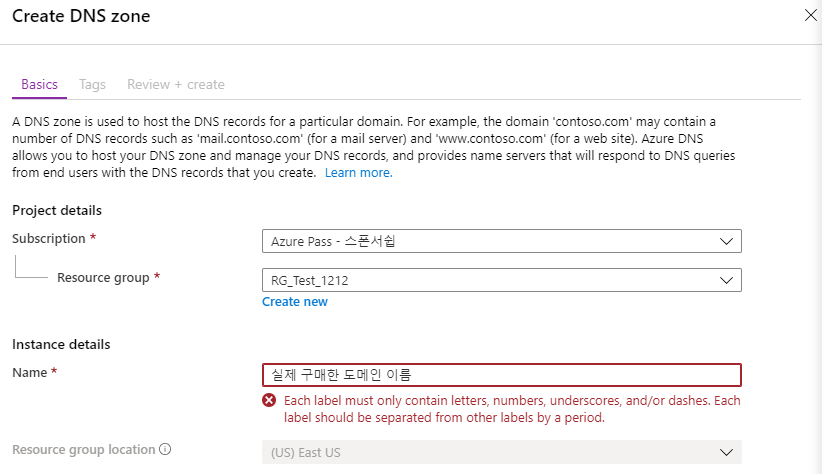 Create DNS zone
Basics Tags Review + create
A DNS zone is used to host the DNS records for a particular domain. For example, the domain 'contoso.com' may contain a
number of DNS records such as 'mail.contoso.com' (for a mail server) and 'www.contoso.com' (for a web site). Azure DNS
allows you to host your DNS zone and manage your DNS records, and provides name servers that will respond to DNS queries
from end users with the DNS records that you create. Learn more.
Project details
Subscription * Azure Pass - 스폰서쉽
Resource group * RG_Test_1212
Create new
Instance details
Name * 실제 구매한 도메인 이름
Each label must only contain letters, numbers, underscores, and/or dashes. Each
label should be separated from other labels by a period.
Resource group location (US) East US